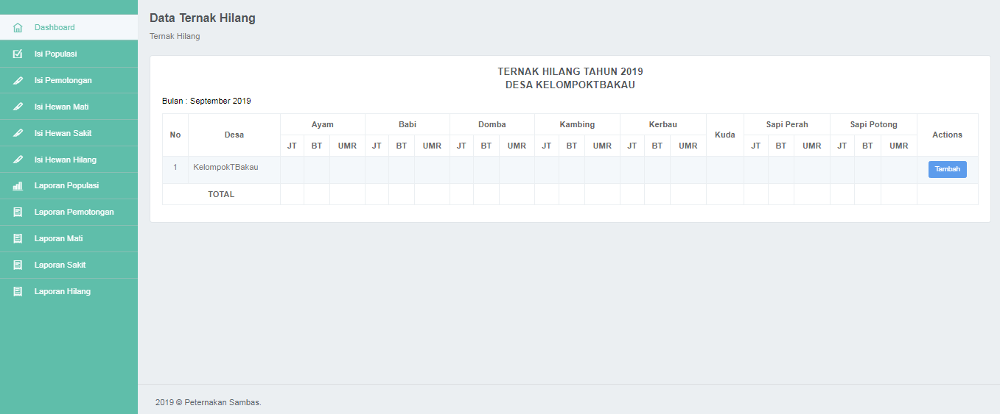 Dashboard
Isi Populasi
Isi Pemotongan
Isi Hewan Mati
Isi Hewan Sakit
Isi Hewan Hilang
Laporan Populasi
Laporan Pemotongan
Laporan Mati
Laporan Sakit
Laporan Hilang
Data Ternak Hilang
Ternak Hilang
TERNAK HILANG TAHUN 2019
DESA KELOMPOKTBAKAU
Bulan : September 2019
No Desa Ayam Babi Domba Kambing Kerbau Kuda Sapi Perah Sapi Potong Actions
JT BT UMR JT BT UMR JT BT UMR JT BT UMR JT BT UMR JT BT UMR JT BT UMR
1 KelompokTBakau Tambah
TOTAL
2019 © Peternakan Sambas.